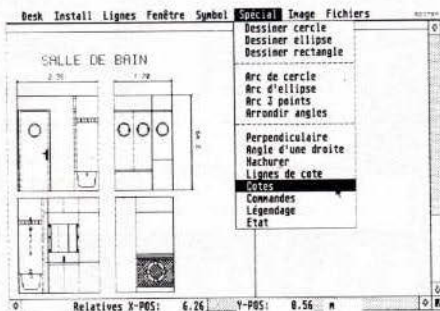 Desk Install Lignes Fenêtre Symbol Spécial Image Fichiers
Dessiner cercle
Dessiner ellipse
Dessiner rectangle
Arc de cercle
Arc d'ellipse
Arc 3 points
Arrondir angles
Perpendiculaire
Angle d'une droite
Hachurer
Lignes de cote
Cotes
Commandes
Légendage
Etat
SALLE DE BAIN
Relatives X-POS: 6.26 Y-POS: 8.56 m